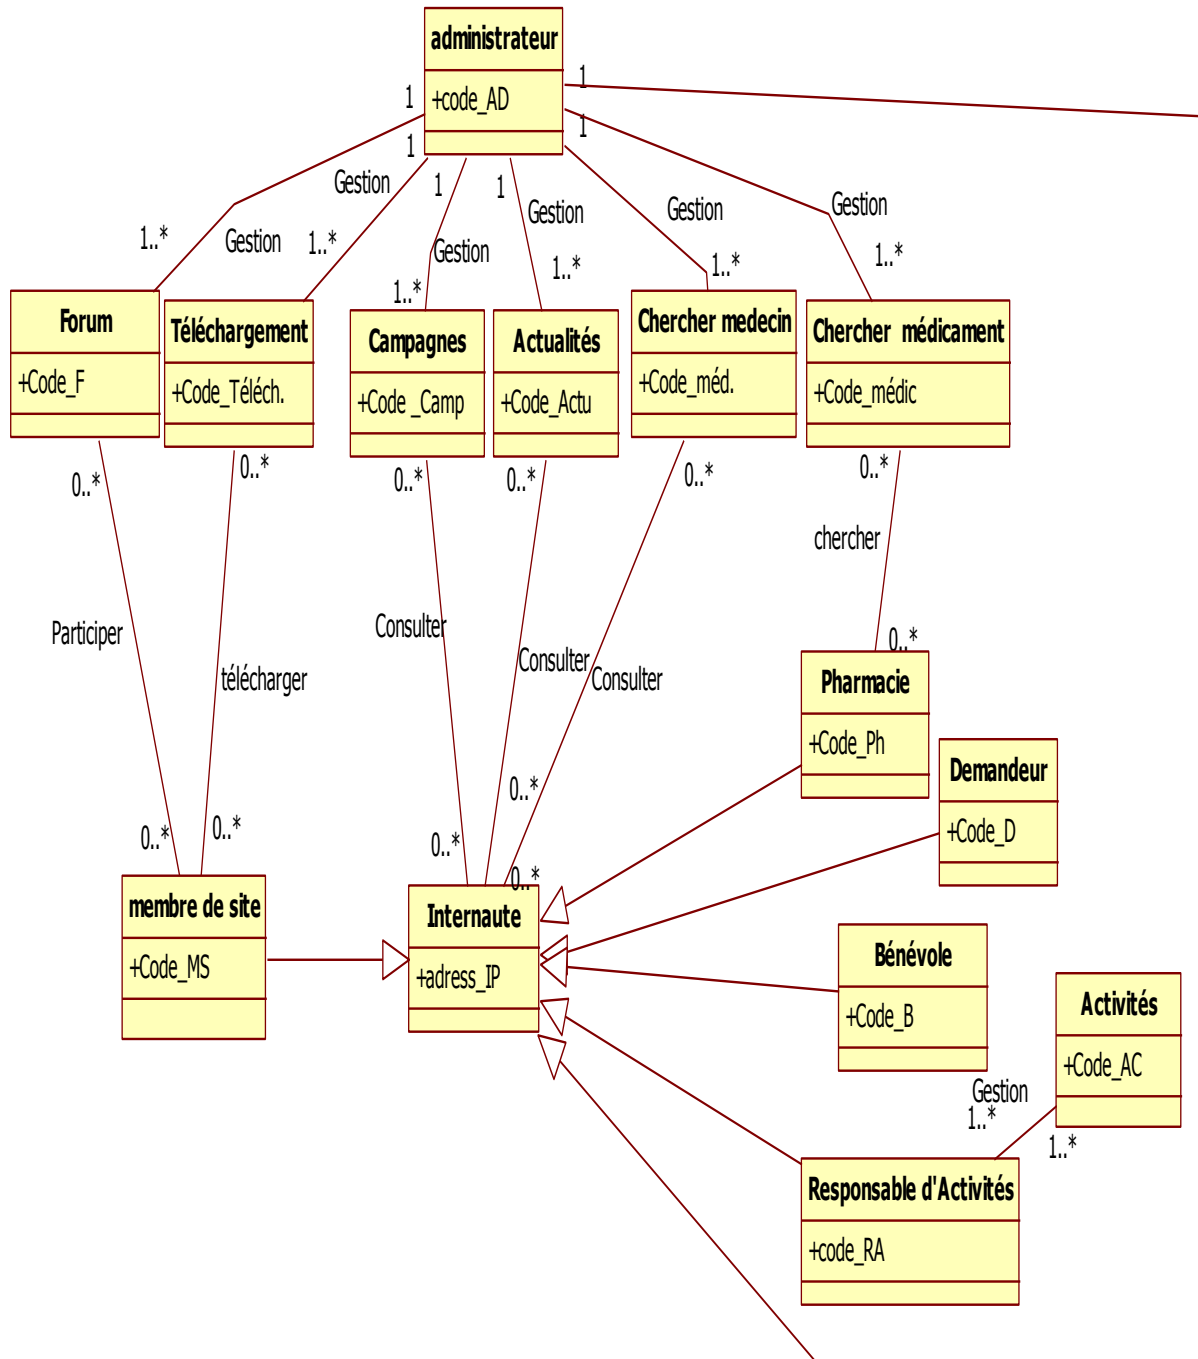 administrateur
+code_AD
1
1
1
1
1
1
Gestion
Gestion
Gestion
Gestion
Gestion
Gestion
1..*
1..*
1..*
1..*
1..*
1..*
Forum
+Code_F
Téléchargement
+Code_Téléch.
Campagnes
+Code _Camp
Actualités
+Code_Actu
Chercher medecin
+Code_méd.
Chercher médicament
+Code_médic
0..*
0..*
0..*
0..*
0..*
0..*
chercher
Participer
télécharger
Consulter
Consulter
Consulter
0..*
Pharmacie
+Code_Ph
Demandeur
+Code_D
0..*
0..*
0..*
0..*
0..*
membre de site
+Code_MS
Internaute
+adress_IP
Bénévole
+Code_B
Activités
+Code_AC
Gestion
1..*
1..*
Responsable d'Activités
+code_RA